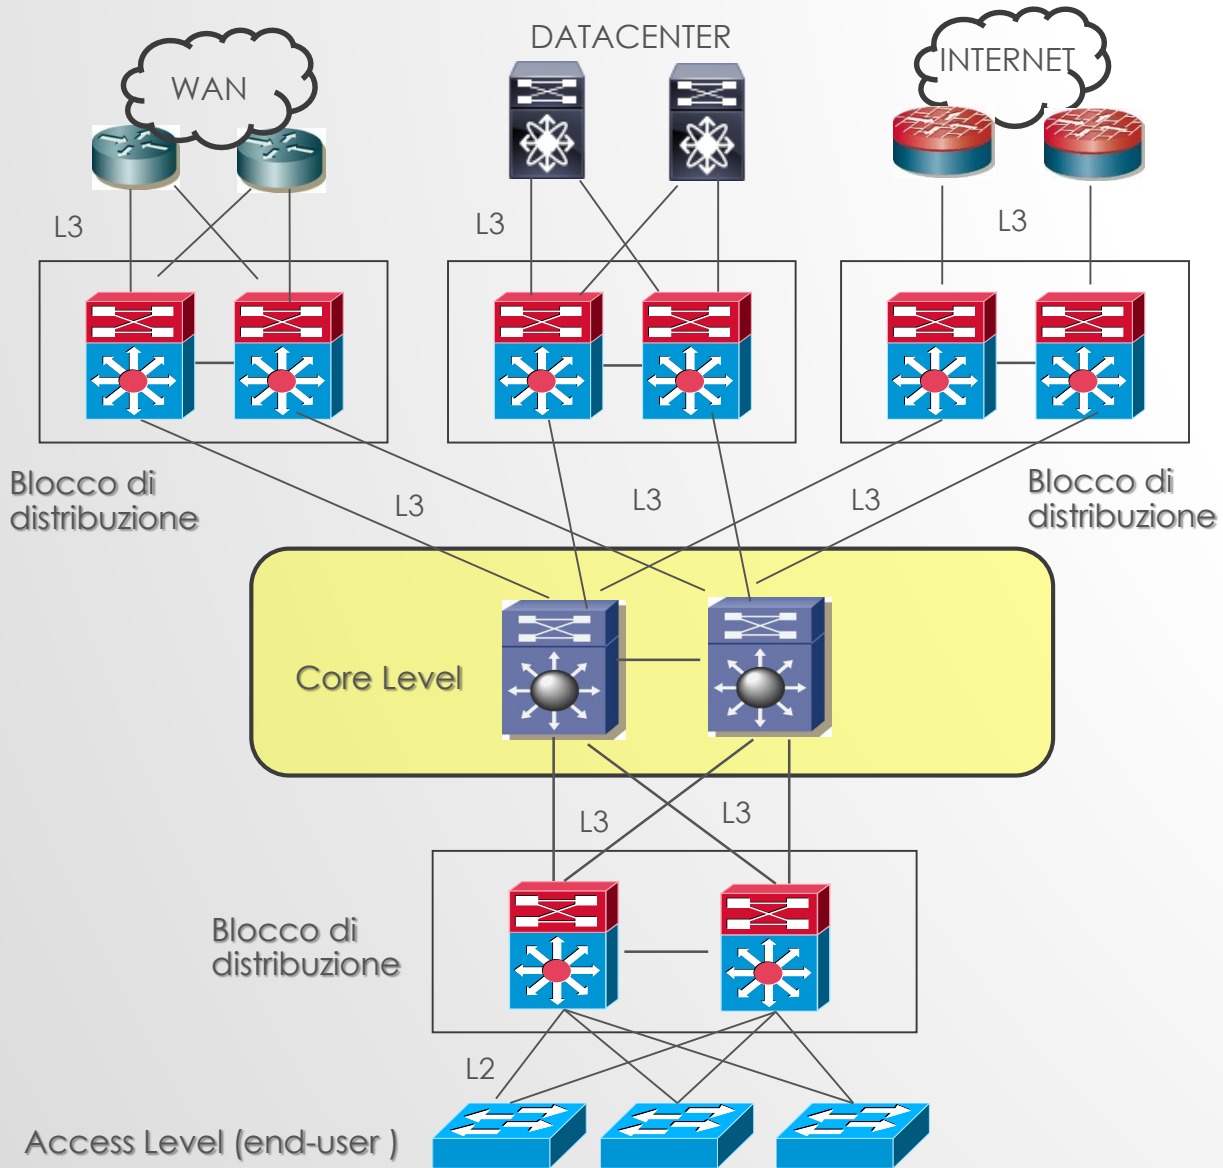 DATACENTER
WAN
INTERNET
L3
L3
L3
Blocco di
distribuzione
L3
L3
L3
Blocco di
distribuzione
Core Level
L3
L3
Blocco di
distribuzione
L2
Access Level (end-user )